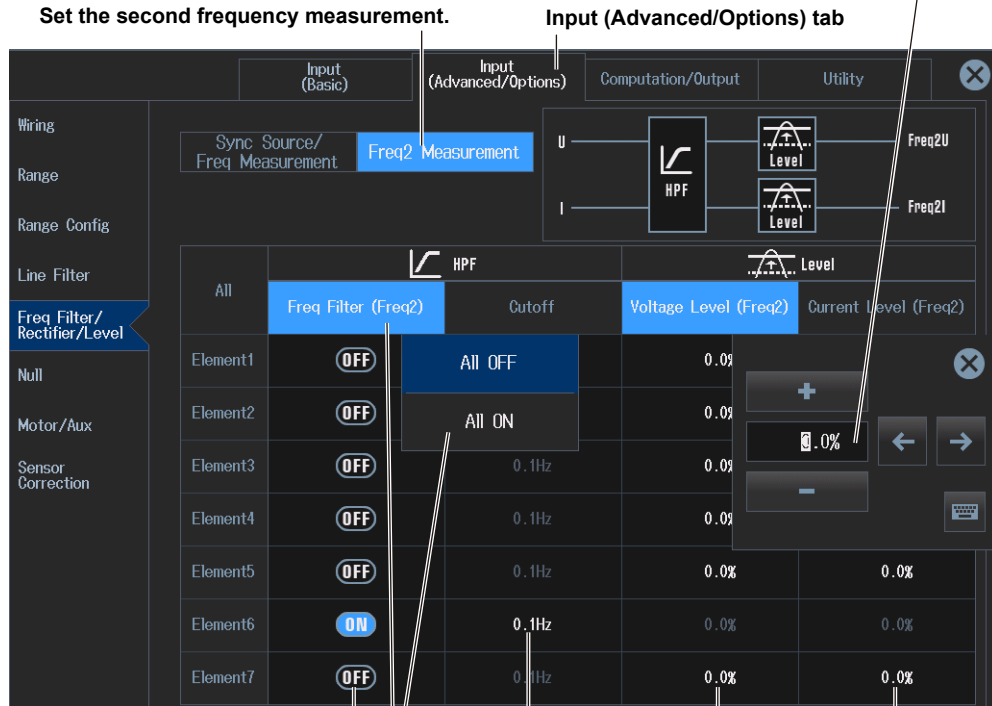 Set the second frequency measurement.
Input (Advanced/Options) tab
Input
(Basic)
Input
(Advanced/Options)
Computation/Output
Utility
Wiring
Range
Range Config
Line Filter
Freq Filter/
Rectifier/Level
Null
Motor/Aux
Sensor
Correction
Sync Source/
Freq Measurement
Freq2 Measurement
U
I
HPF
Level
Level
Freq2U
Freq2I
All
HPF
Level
Freq Filter (Freq2)
Cutoff
Voltage Level (Freq2)
Current Level (Freq2)
Element1 OFF 0.0%
Element2 OFF 0.0%
Element3 OFF 0.1Hz 0.0%
Element4 OFF 0.1Hz 0.0%
Element5 OFF 0.1Hz 0.0% 0.0%
Element6 ON 0.1Hz 0.0% 0.0%
Element7 OFF 0.1Hz 0.0% 0.0%
All OFF
All ON
+
0.0%
−